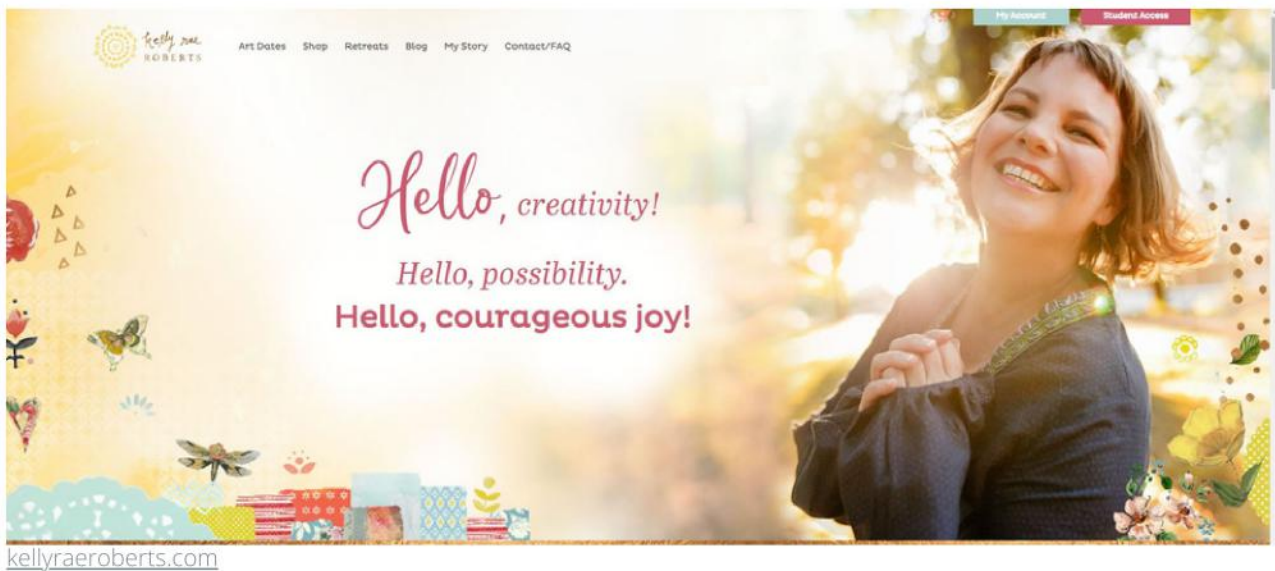 My Account Student Access
kelly rae
ROBERTS
Art Dates Shop Retreats Blog My Story Contact/FAQ
Hello, creativity!
Hello, possibility.
Hello, courageous joy!
kellyraeroberts.com